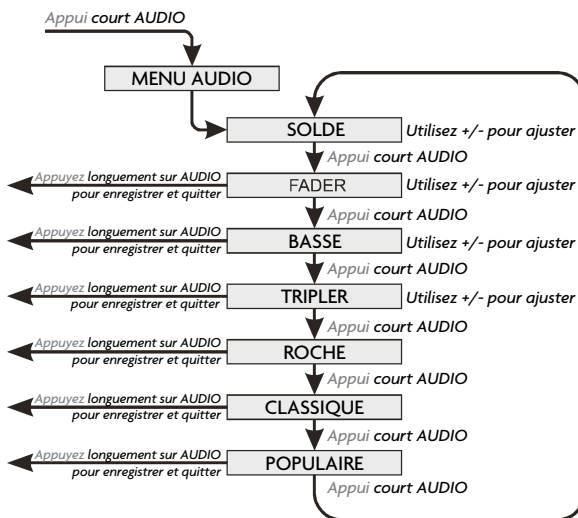 Appui court AUDIO
MENU AUDIO
SOLDE
Utilisez +/- pour ajuster
Appui court AUDIO
Appuyez longuement sur AUDIO
pour enregistrer et quitter
FADER
Utilisez +/- pour ajuster
Appui court AUDIO
Appuyez longuement sur AUDIO
pour enregistrer et quitter
BASSE
Utilisez +/- pour ajuster
Appui court AUDIO
Appuyez longuement sur AUDIO
pour enregistrer et quitter
TRIPLER
Utilisez +/- pour ajuster
Appui court AUDIO
Appuyez longuement sur AUDIO
pour enregistrer et quitter
ROCHE
Appui court AUDIO
Appuyez longuement sur AUDIO
pour enregistrer et quitter
CLASSIQUE
Appui court AUDIO
Appuyez longuement sur AUDIO
pour enregistrer et quitter
POPULAIRE
Appui court AUDIO